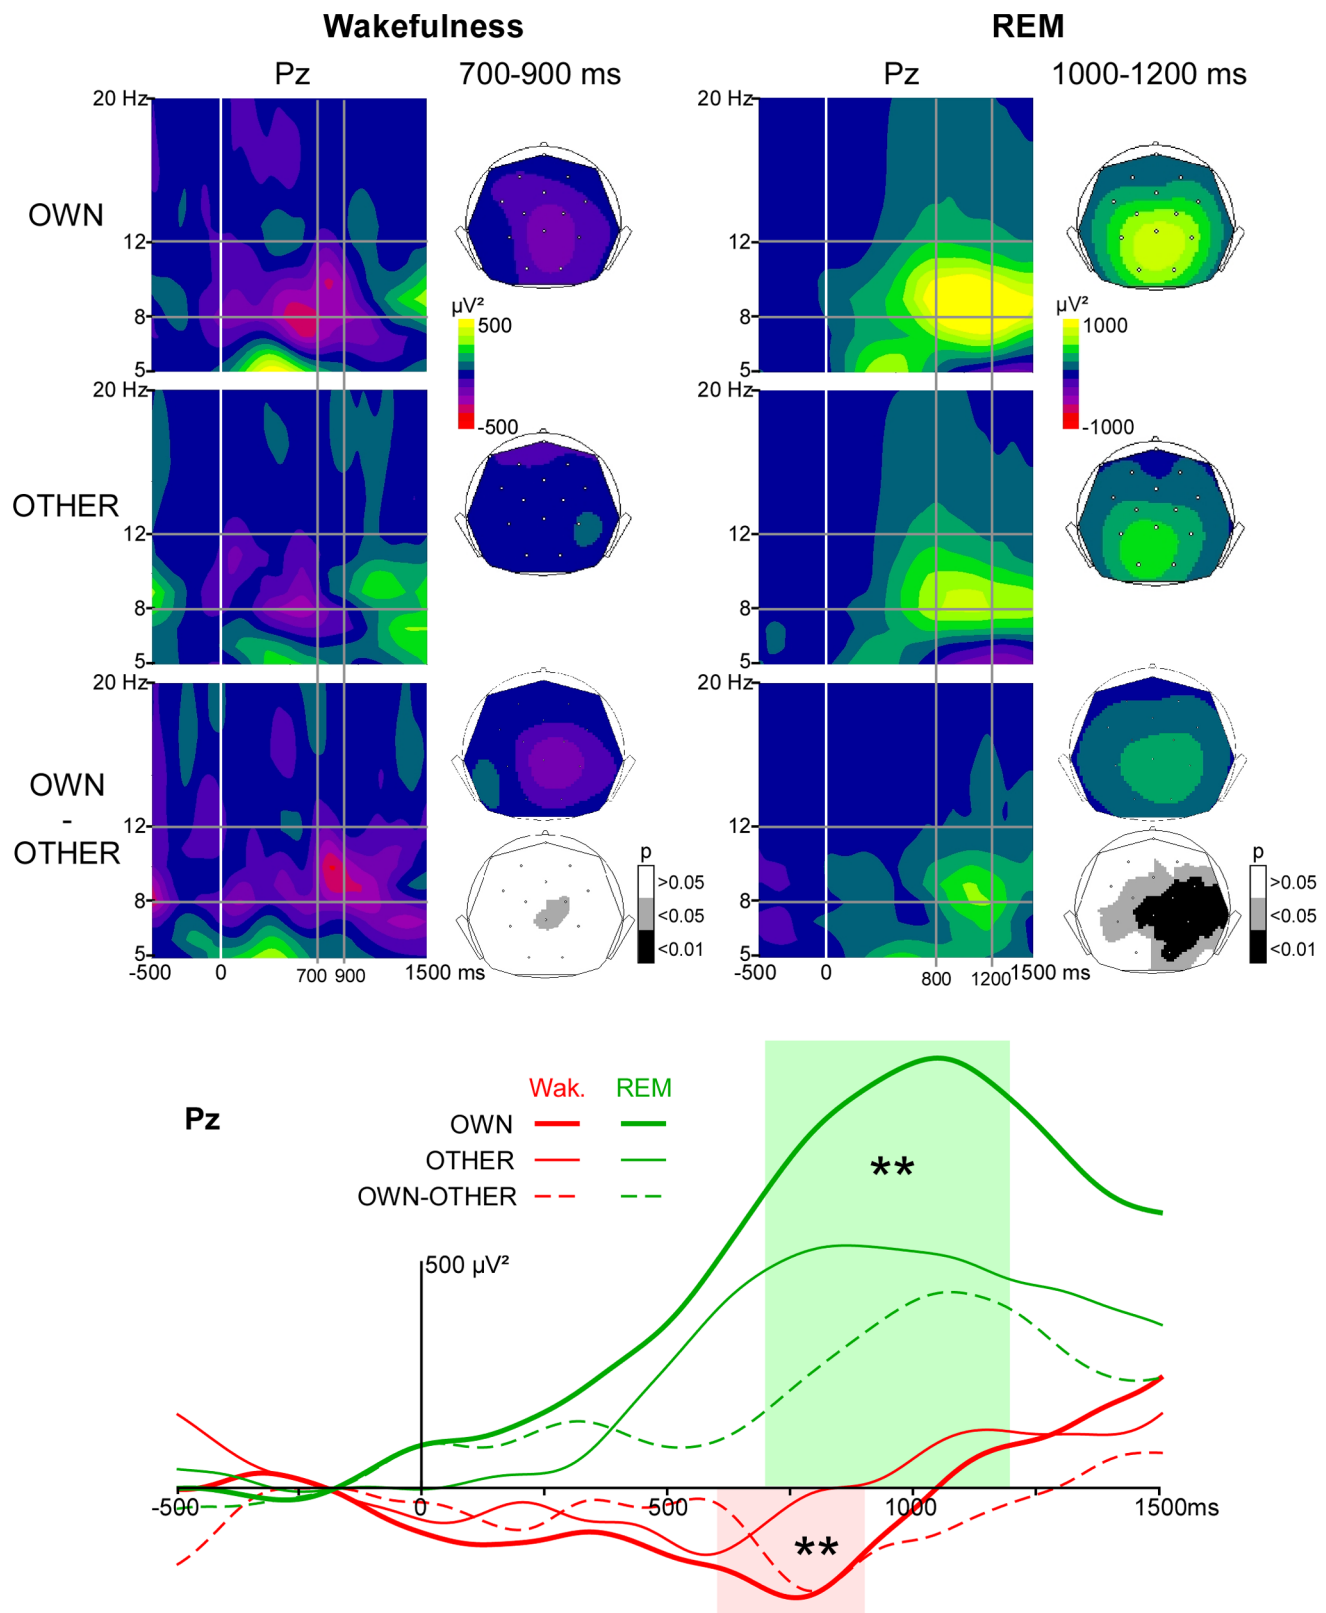 Wakefulness REM
Pz 700-900 ms Pz 1000-1200 ms
20 Hz 20 Hz
OWN
12 12
8 8
µV² µV²
500 1000
5 5
20 Hz 20 Hz
-500 -1000
OTHER
12 12
8 8
5 5
20 Hz 20 Hz
OWN
-
OTHER
12 12
p p
>0.05 >0.05
8 8
<0.05 <0.05
<0.01 <0.01
5 5
-500 0 700 900 1500 ms -500 0 800 1200 1500 ms
Wak. REM
Pz
OWN
OTHER
OWN-OTHER
**
500 µV²
-500 0 500 1000 1500ms
**